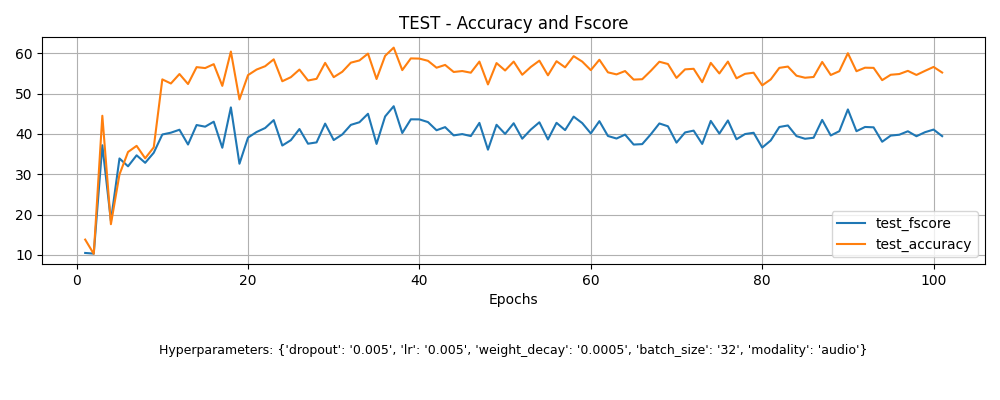 TEST - Accuracy and Fscore
60
50
40
30
20
10
test_fscore
test_accuracy
0 20 40 60 80 100
Epochs
Hyperparameters: {'dropout': '0.005', 'lr': '0.005', 'weight_decay': '0.0005', 'batch_size': '32', 'modality': 'audio'}